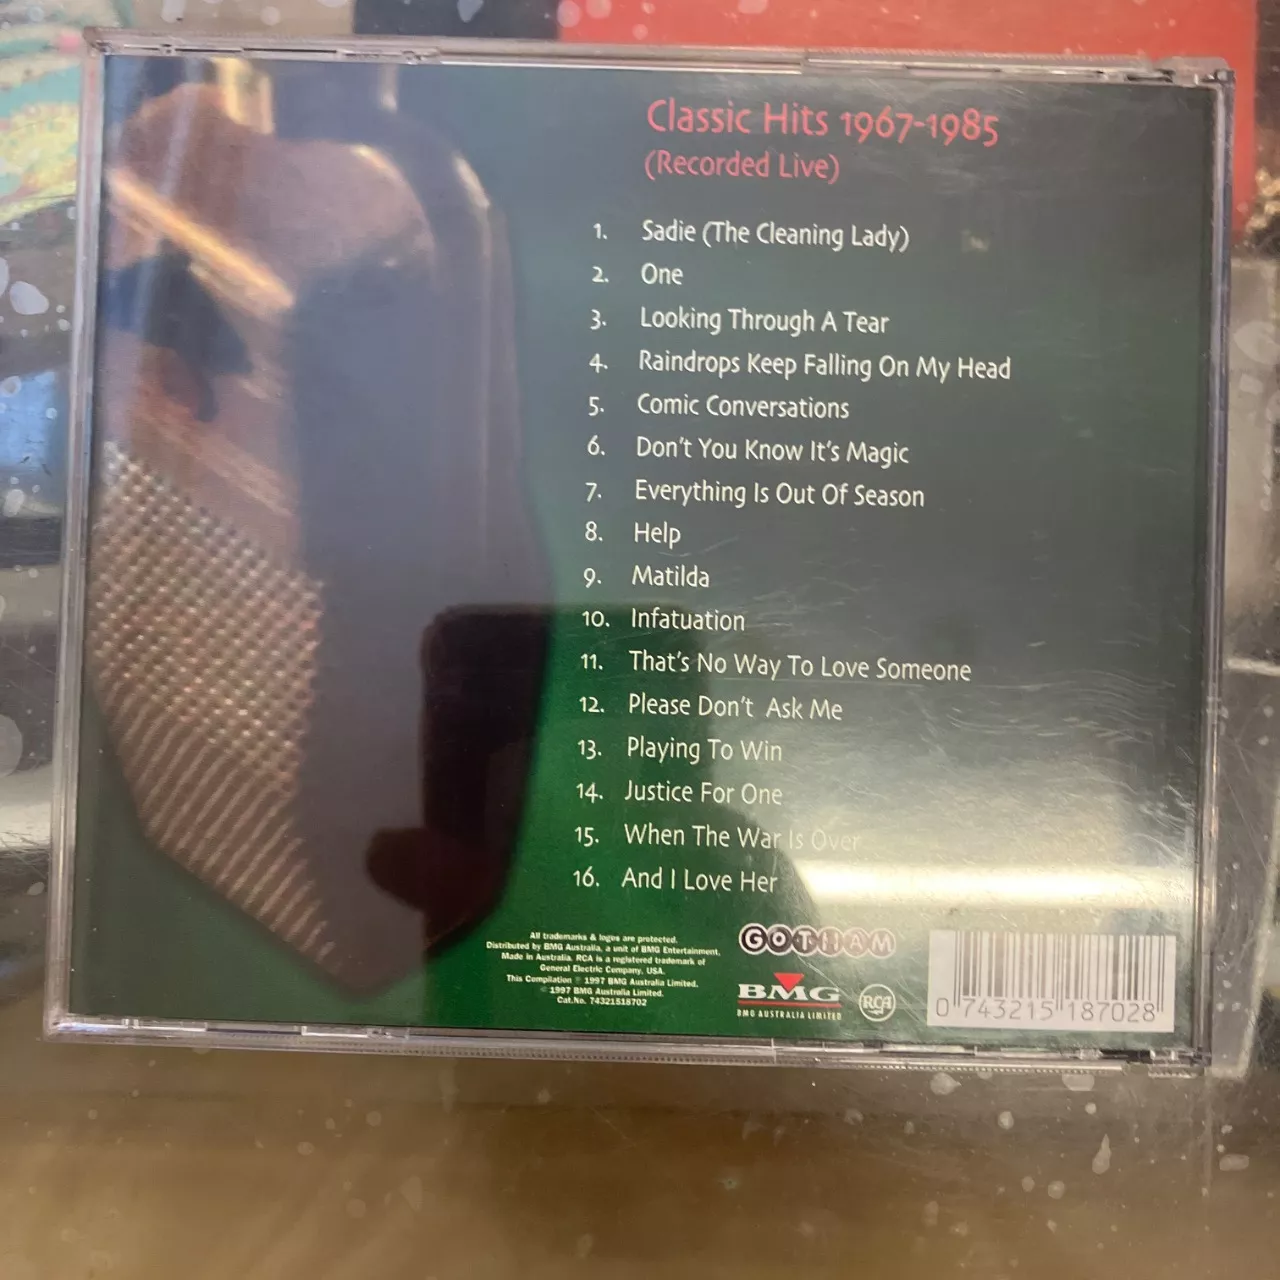 Classic Hits 1967-1985
(Recorded Live)
1. Sadie (The Cleaning Lady)
2. One
3. Looking Through A Tear
4. Raindrops Keep Falling On My Head
5. Comic Conversations
6. Don't You Know It's Magic
7. Everything Is Out Of Season
8. Help
9. Matilda
10. Infatuation
11. That's No Way To Love Someone
12. Please Don't Ask Me
13. Playing To Win
14. Justice For One
15. When The War Is Over
16. And I Love Her
All trademarks & logos are protected.
Distributed by BMG Australia, a unit of BMG Entertainment.
Made in Australia. RCA is a registered trademark of
General Electric Company, USA.
This Compilation ℗ 1997 BMG Australia Limited.
© 1997 BMG Australia Limited.
Cat.No. 74321518702
GOTHAM
BMG
BMG AUSTRALIA LIMITED
RCA
0 743215 187028